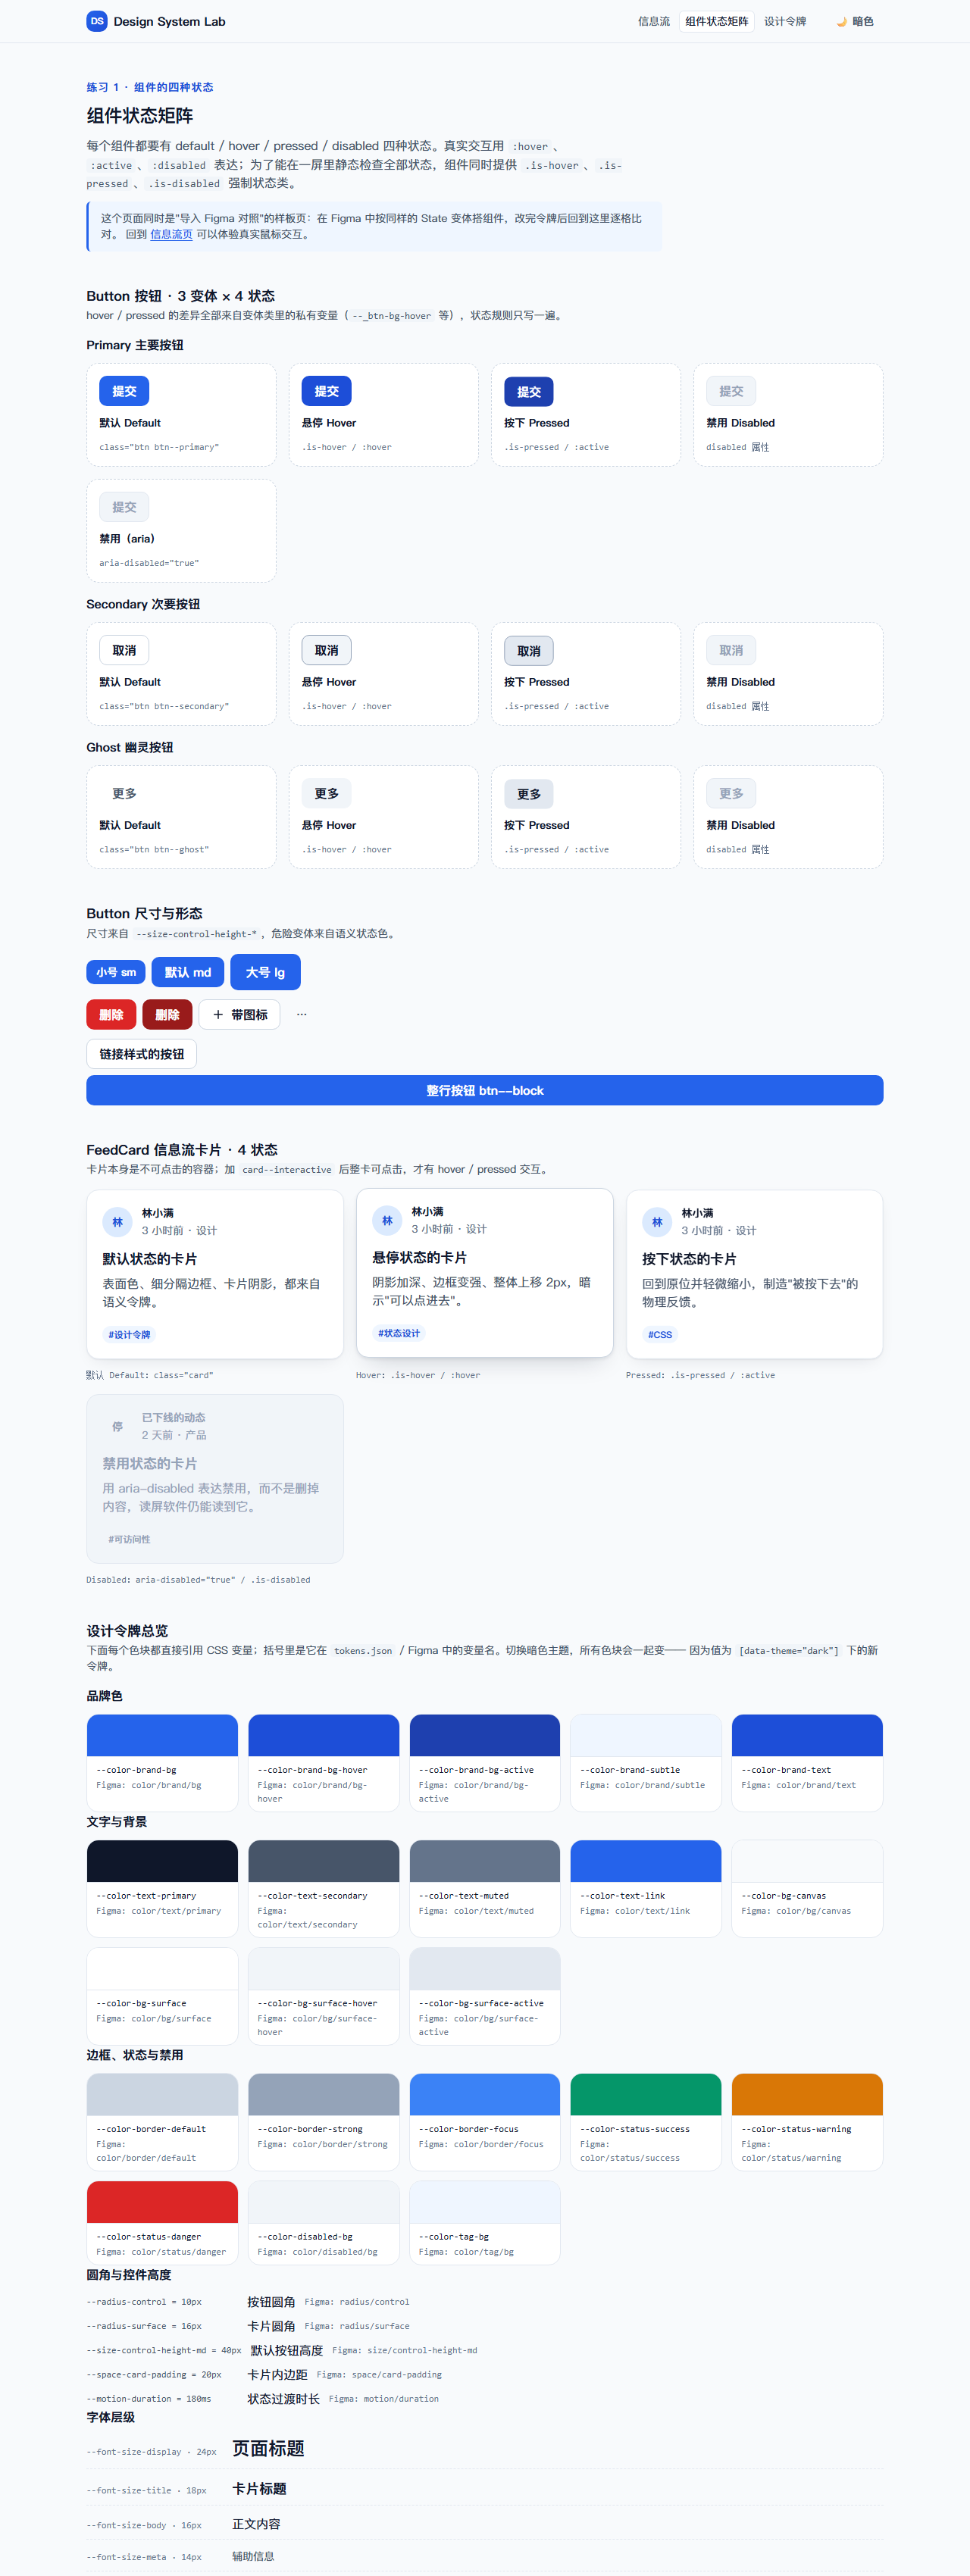 DS Design System Lab 信息流 组件状态矩阵 设计令牌 🌙 暗色
练习 1 · 组件的四种状态
组件状态矩阵
每个组件都要有 default / hover / pressed / disabled 四种状态。真实交互用 :hover 、
:active 、 :disabled 表达；为了能在一屏里静态检查全部状态，组件同时提供 .is-hover 、 .is-
pressed 、 .is-disabled 强制状态类。
这个页面同时是"导入 Figma 对照"的样板页：在 Figma 中按同样的 State 变体搭组件，改完令牌后回到这里逐格比
对。 回到 信息流页 可以体验真实鼠标交互。
Button 按钮 · 3 变体 × 4 状态
hover / pressed 的差异全部来自变体类里的私有变量（ --_btn-bg-hover 等），状态规则只写一遍。
Primary 主要按钮
提交 提交 提交 提交
默认 Default 悬停 Hover 按下 Pressed 禁用 Disabled
class="btn btn--primary" .is-hover / :hover .is-pressed / :active disabled 属性
提交
禁用（aria）
aria-disabled="true"
Secondary 次要按钮
取消 取消 取消 取消
默认 Default 悬停 Hover 按下 Pressed 禁用 Disabled
class="btn btn--secondary" .is-hover / :hover .is-pressed / :active disabled 属性
Ghost 幽灵按钮
更多 更多 更多 更多
默认 Default 悬停 Hover 按下 Pressed 禁用 Disabled
class="btn btn--ghost" .is-hover / :hover .is-pressed / :active disabled 属性
Button 尺寸与形态
尺寸来自 --size-control-height-* ，危险变体来自语义状态色。
小号 sm 默认 md 大号 lg
删除 删除 ＋ 带图标 ⋯
链接样式的按钮
整行按钮 btn--block
FeedCard 信息流卡片 · 4 状态
卡片本身是不可点击的容器；加 card--interactive 后整卡可点击，才有 hover / pressed 交互。
林 林小满
3 小时前 · 设计
默认状态的卡片
表面色、细分隔边框、卡片阴影，都来自
语义令牌。
#设计令牌
默认 Default：class="card"
林 林小满
3 小时前 · 设计
悬停状态的卡片
阴影加深、边框变强、整体上移 2px，暗
示"可以点进去"。
#状态设计
Hover：.is-hover / :hover
林 林小满
3 小时前 · 设计
按下状态的卡片
回到原位并轻微缩小，制造"被按下去"的
物理反馈。
#CSS
Pressed：.is-pressed / :active
停 已下线的动态
2 天前 · 产品
禁用状态的卡片
用 aria-disabled 表达禁用，而不是删掉
内容，读屏软件仍能读到它。
#可访问性
Disabled：aria-disabled="true" / .is-disabled
设计令牌总览
下面每个色块都直接引用 CSS 变量；括号里是它在 tokens.json / Figma 中的变量名。切换暗色主题，所有色块会一起变—— 因为值为 [data-theme="dark"] 下的新
令牌。
品牌色
--color-brand-bg
Figma: color/brand/bg
--color-brand-bg-hover
Figma: color/brand/bg-
hover
--color-brand-bg-active
Figma: color/brand/bg-
active
--color-brand-subtle
Figma: color/brand/subtle
--color-brand-text
Figma: color/brand/text
文字与背景
--color-text-primary
Figma: color/text/primary
--color-text-secondary
Figma:
color/text/secondary
--color-text-muted
Figma: color/text/muted
--color-text-link
Figma: color/text/link
--color-bg-canvas
Figma: color/bg/canvas
--color-bg-surface
Figma: color/bg/surface
--color-bg-surface-hover
Figma: color/bg/surface-
hover
--color-bg-surface-active
Figma: color/bg/surface-
active
边框、状态与禁用
--color-border-default
Figma:
color/border/default
--color-border-strong
Figma: color/border/strong
--color-border-focus
Figma: color/border/focus
--color-status-success
Figma:
color/status/success
--color-status-warning
Figma:
color/status/warning
--color-status-danger
Figma: color/status/danger
--color-disabled-bg
Figma: color/disabled/bg
--color-tag-bg
Figma: color/tag/bg
圆角与控件高度
--radius-control = 10px 按钮圆角 Figma: radius/control
--radius-surface = 16px 卡片圆角 Figma: radius/surface
--size-control-height-md = 40px 默认按钮高度 Figma: size/control-height-md
--space-card-padding = 20px 卡片内边距 Figma: space/card-padding
--motion-duration = 180ms 状态过渡时长 Figma: motion/duration
字体层级
--font-size-display · 24px 页面标题
--font-size-title · 18px 卡片标题
--font-size-body · 16px 正文内容
--font-size-meta · 14px 辅助信息